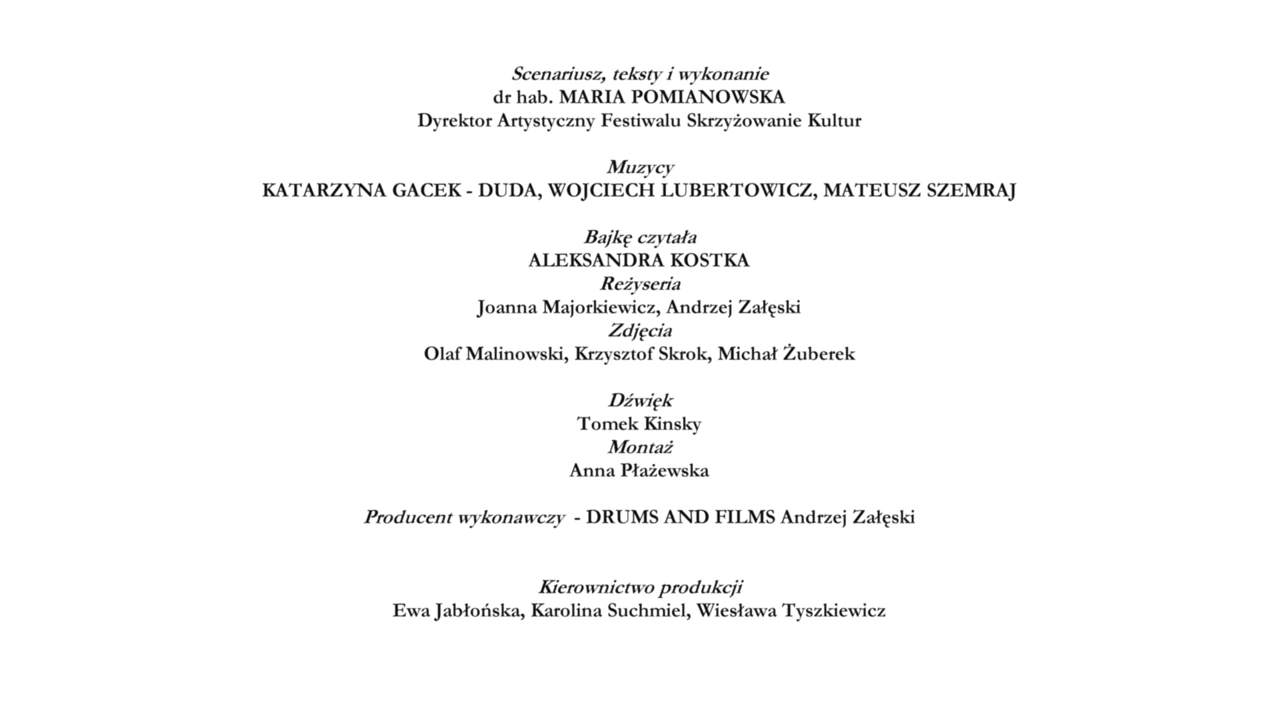 Scenariusz, teksty i wykonanie
dr hab. MARIA POMIANOWSKA
Dyrektor Artystyczny Festiwalu Skrzyżowanie Kultur
Muzycy
KATARZYNA GACEK - DUDA, WOJCIECH LUBERTOWICZ, MATEUSZ SZEMRAJ
Bajkę czytała
ALEKSANDRA KOSTKA
Reżyseria
Joanna Majorkiewicz, Andrzej Załęski
Zdjęcia
Olaf Malinowski, Krzysztof Skrok, Michał Żuberek
Dźwięk
Tomek Kinsky
Montaż
Anna Płażewska
Producent wykonawczy - DRUMS AND FILMS Andrzej Załęski
Kierownictwo produkcji
Ewa Jabłońska, Karolina Suchmiel, Wiesława Tyszkiewicz